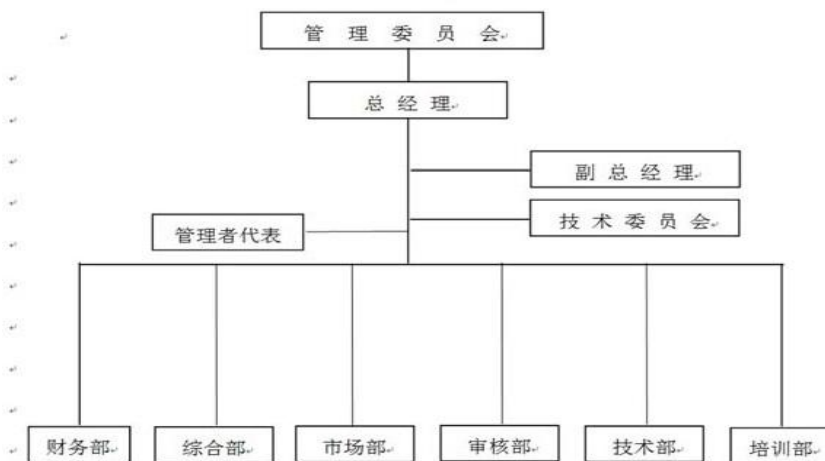 管理委员会
总经理
副总经理
技术委员会
管理者代表
财务部 综合部 市场部 审核部 技术部 培训部